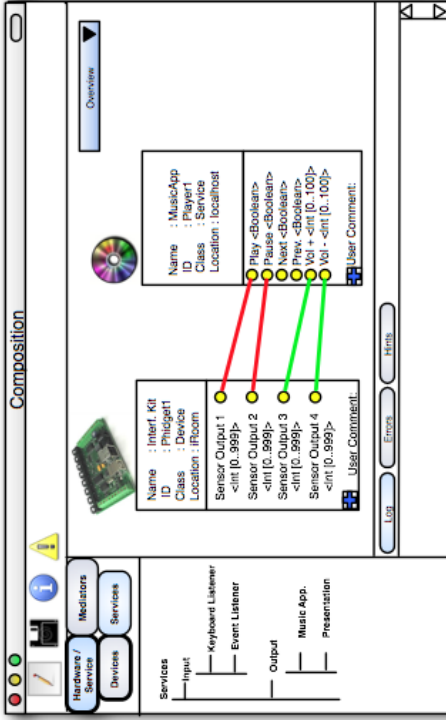 Composition
Hardware /
Service
Mediators
Devices
Services
Services
Input
Keyboard Listener
Event Listener
Output
Music App.
Presentation
Name : Interf. Kit
ID : Phidget1
Class : Device
Location : iRoom
Sensor Output 1
<Int [0..999]>
Sensor Output 2
<Int [0..999]>
Sensor Output 3
<Int [0..999]>
Sensor Output 4
<Int [0..999]>
User Comment:
Name : MusicApp
ID : Player1
Class : Service
Location : localhost
Play <Boolean>
Pause <Boolean>
Next <Boolean>
Prev. <Boolean>
Vol + <Int [0..100]>
Vol - <Int [0..100]>
User Comment:
Overview
Log
Errors
Hints